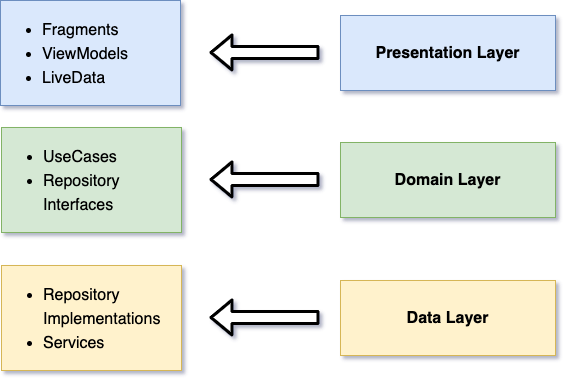 • Fragments
• ViewModels
• LiveData
Presentation Layer
• UseCases
• Repository
Interfaces
Domain Layer
• Repository
Implementations
• Services
Data Layer